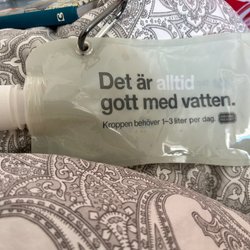 Det är alltid
gott med vatten.
Kroppen behöver 1–3 liter per dag.